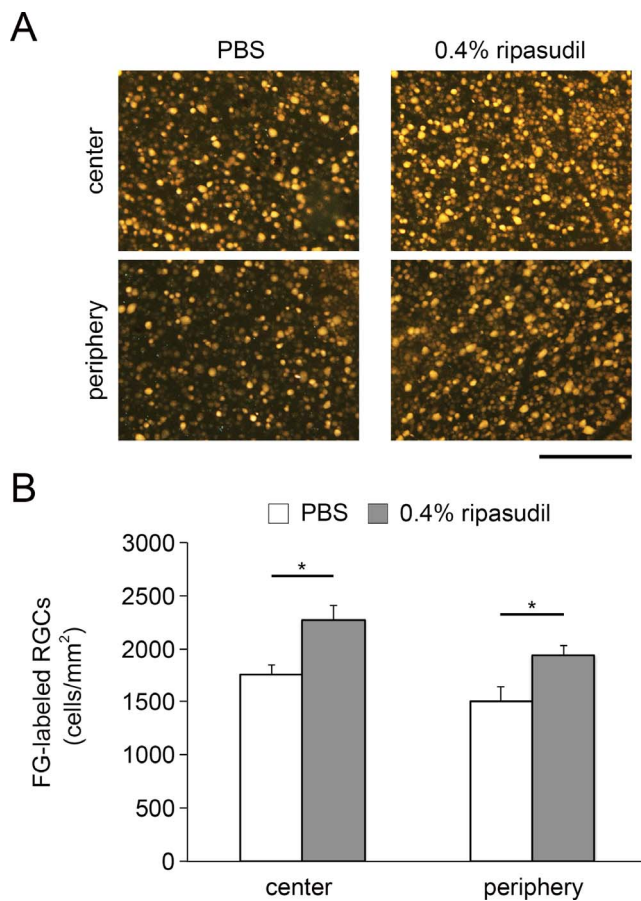 A
PBS
0.4% ripasudil
center
periphery
B
PBS
0.4% ripasudil
FG-labeled RGCs
(cells/mm²)
3000
2500
2000
1500
1000
500
0
*
*
center
periphery